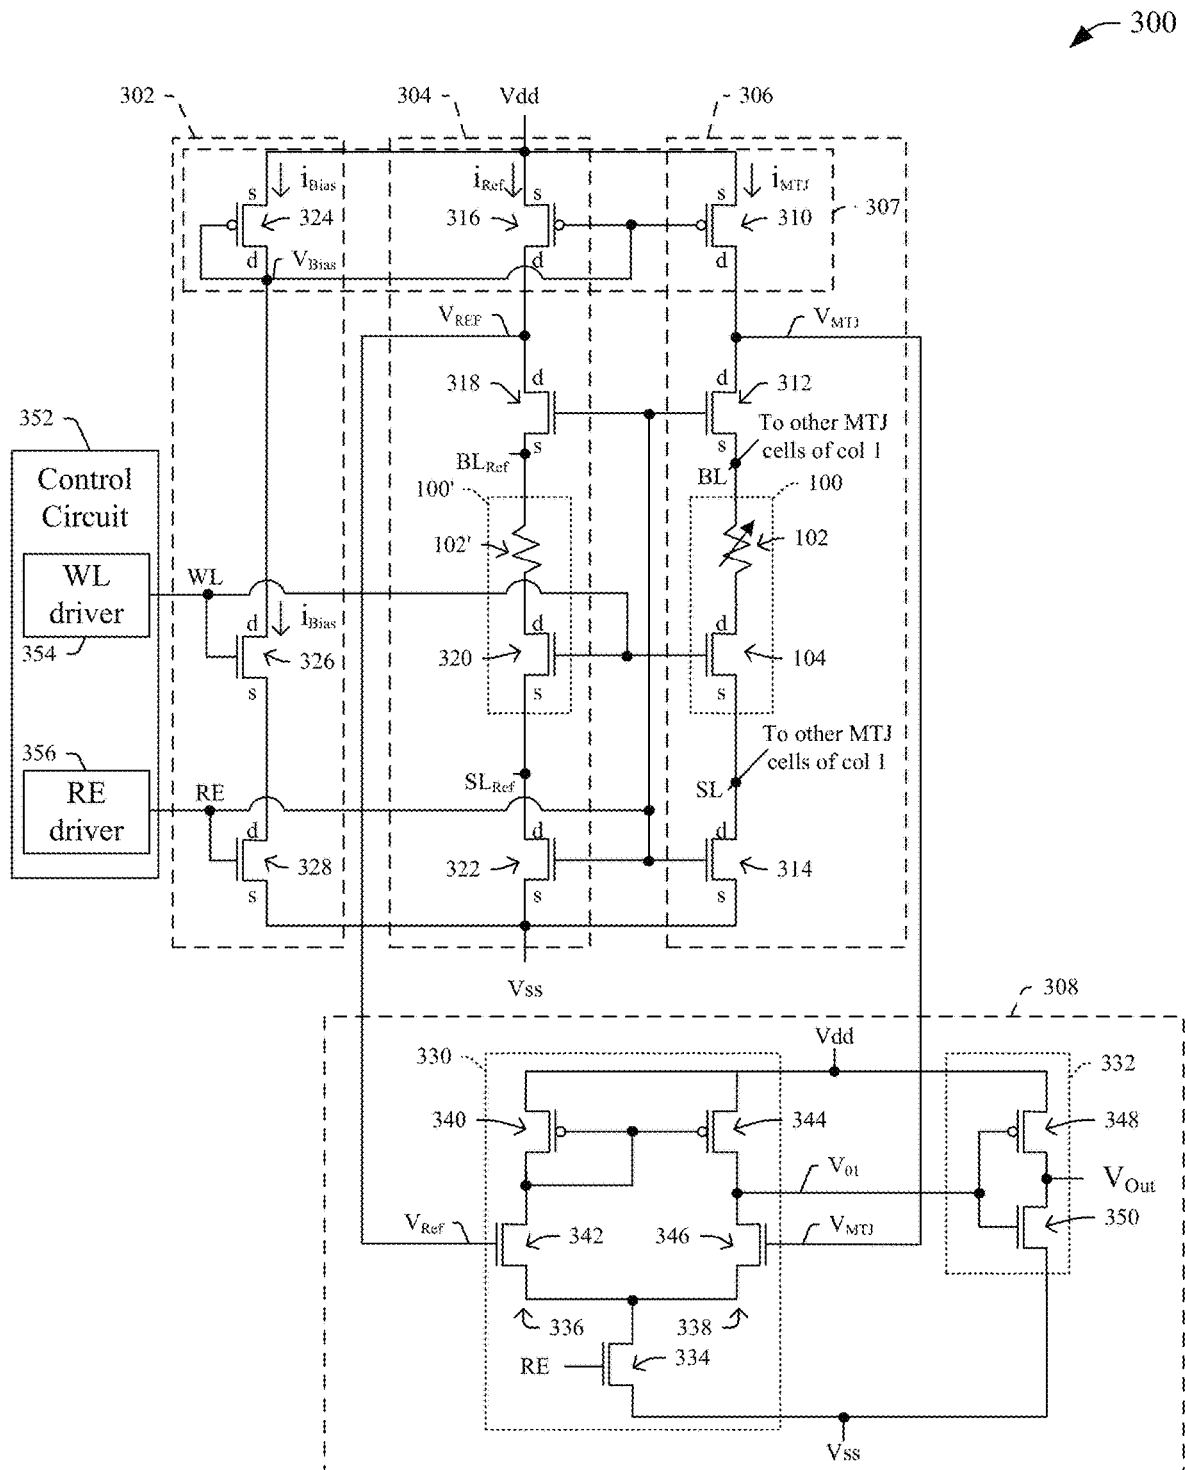 300
302
304
Vdd
306
iBias
iRef
iMTJ
s
s
s
324
316
310
307
d
VBias
d
d
VREF
VMTJ
d
d
318
312
352
To other MTJ
cells of col 1
s
s
BLRef
BL
Control
Circuit
100'
100
102'
102
WL
driver
WL
d
iBias
d
d
354
326
320
104
s
s
s
356
To other MTJ
cells of col 1
RE
driver
RE
SLRef
SL
d
d
d
328
322
314
s
s
s
Vss
308
Vdd
330
332
340
344
348
V01
VOut
VRef
342
346
VMTJ
350
336
338
RE
334
Vss